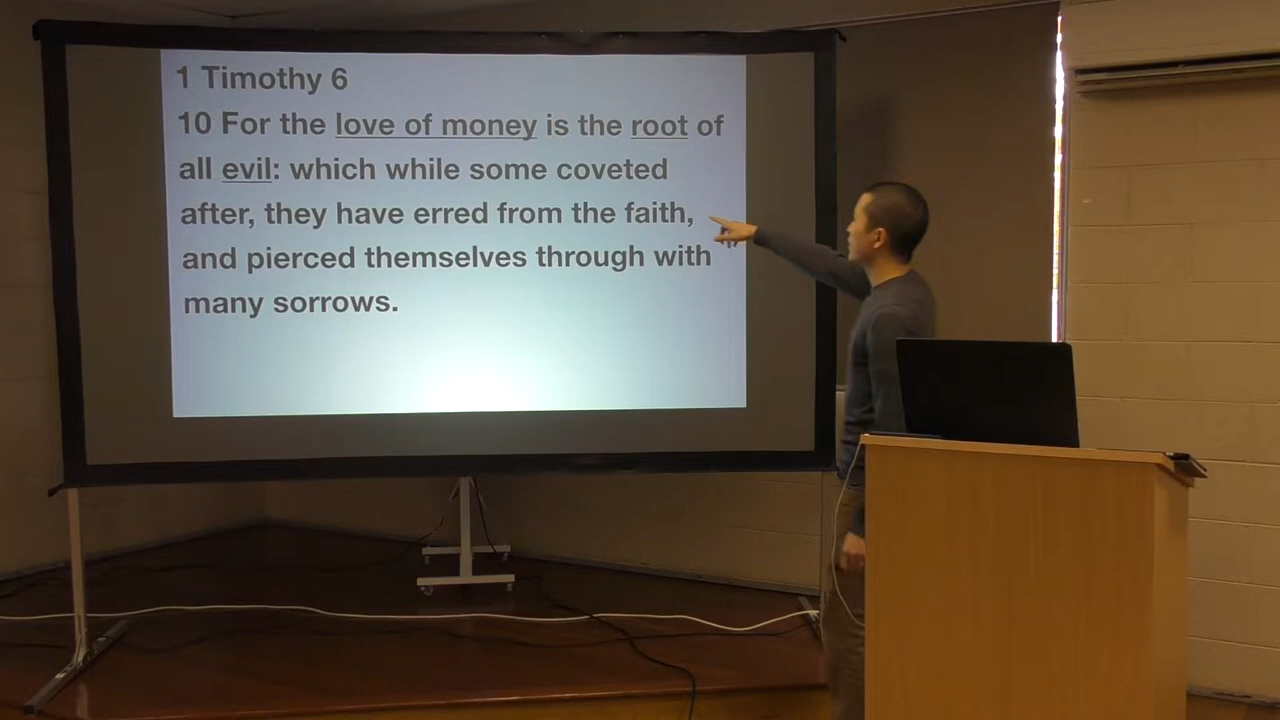 1 Timothy 6
10 For the love of money is the root of
all evil: which while some coveted
after, they have erred from the faith,
and pierced themselves through with
many sorrows.